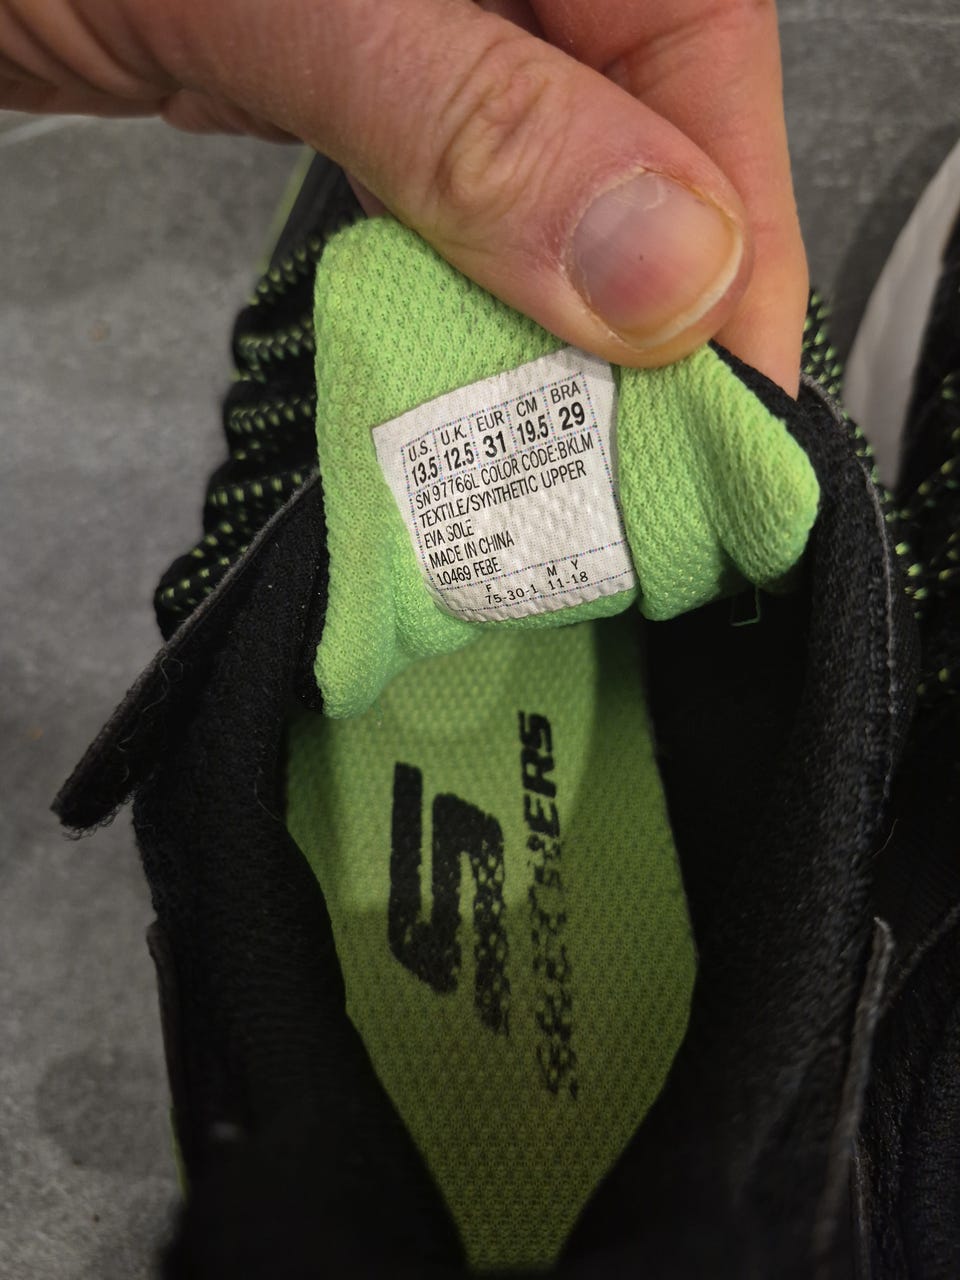 U.S. U.K. EUR CM BRA
13.5 12.5 31 19.5 29
SN 97766L COLOR CODE:BKLM
TEXTILE/SYNTHETIC UPPER
EVA SOLE
MADE IN CHINA
10469 FEBE
F M Y
75-30-1 11-18
S
SKECHERS